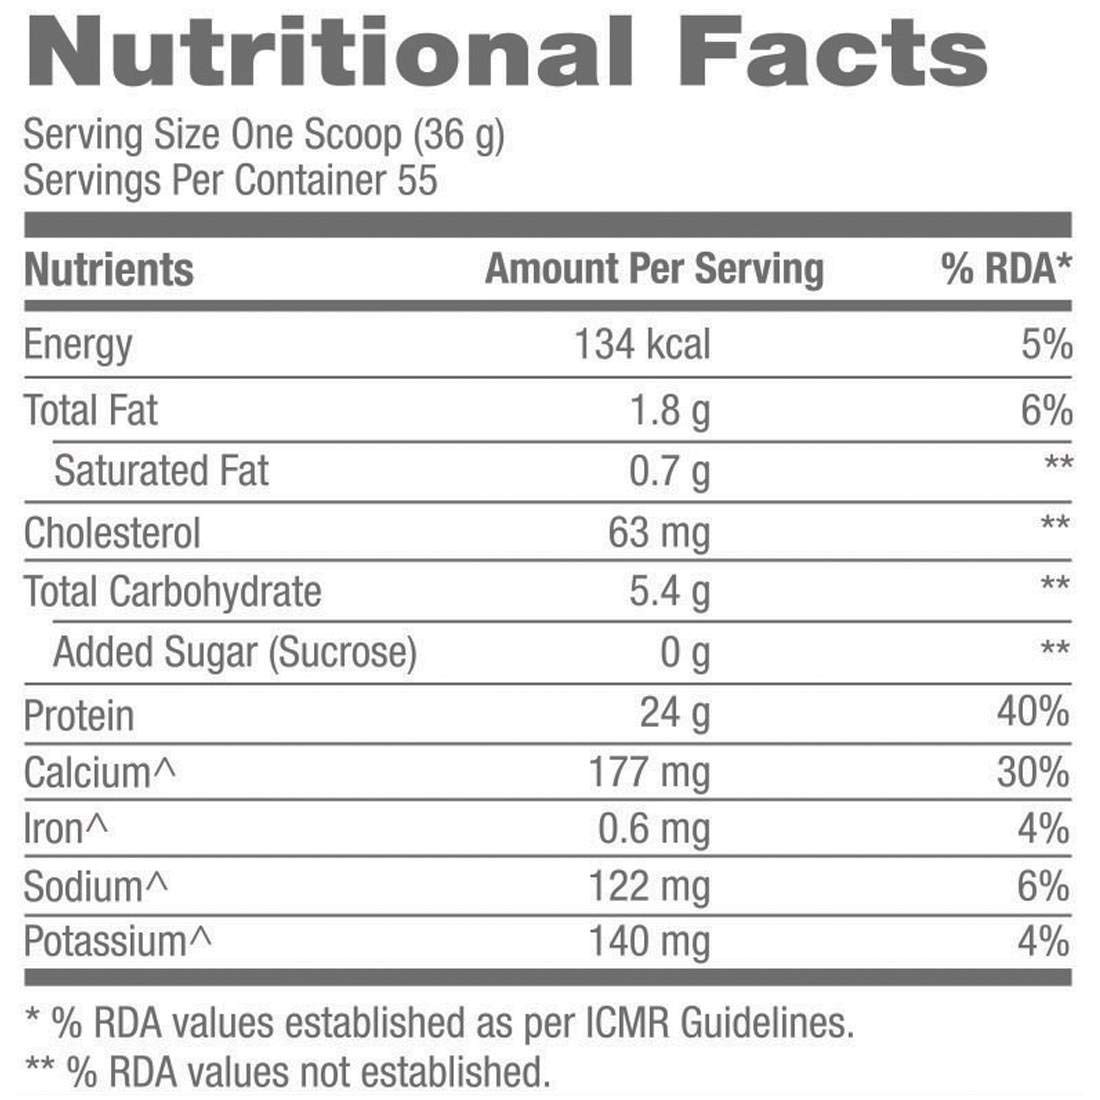 Nutritional Facts
Serving Size One Scoop (36 g)
Servings Per Container 55
Nutrients Amount Per Serving % RDA*
Energy 134 kcal 5%
Total Fat 1.8 g 6%
Saturated Fat 0.7 g **
Cholesterol 63 mg **
Total Carbohydrate 5.4 g **
Added Sugar (Sucrose) 0 g **
Protein 24 g 40%
Calcium^ 177 mg 30%
Iron^ 0.6 mg 4%
Sodium^ 122 mg 6%
Potassium^ 140 mg 4%
* % RDA values established as per ICMR Guidelines.
** % RDA values not established.